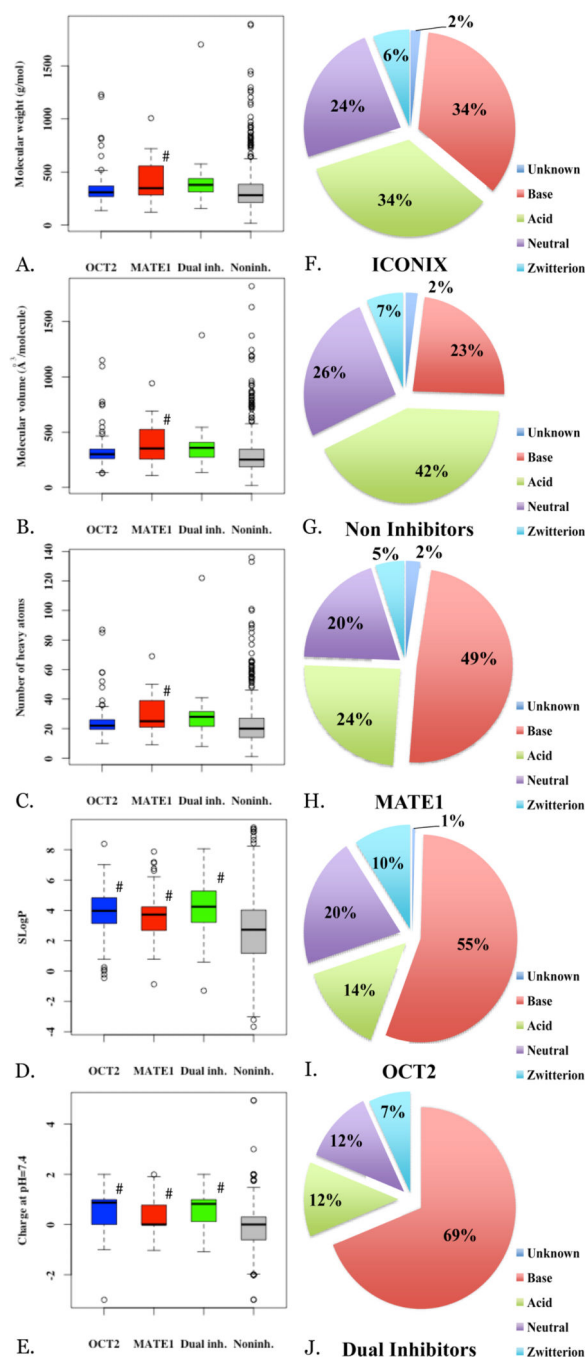 Molecular weight (g/mol)
1500
1000
500
0
#
A. OCT2 MATE1 Dual inh. Noninh.
2%
6%
34%
24%
34%
Unknown
Base
Acid
Neutral
Zwitterion
F. ICONIX
Molecular volume (Å³/molecule)
1500
1000
500
0
#
B. OCT2 MATE1 Dual inh. Noninh.
2%
7%
23%
26%
42%
Unknown
Base
Acid
Neutral
Zwitterion
G. Non Inhibitors
Number of heavy atoms
140
120
100
80
60
40
20
0
#
C. OCT2 MATE1 Dual inh. Noninh.
5% 2%
20%
49%
24%
Unknown
Base
Acid
Neutral
Zwitterion
H. MATE1
SLogP
8
6
4
2
0
-2
-4
# # #
D. OCT2 MATE1 Dual inh. Noninh.
1%
10%
20%
55%
14%
Unknown
Base
Acid
Neutral
Zwitterion
I. OCT2
Charge at pH=7.4
4
2
0
-2
# # #
E. OCT2 MATE1 Dual inh. Noninh.
7%
12%
12%
69%
Unknown
Base
Acid
Neutral
Zwitterion
J. Dual Inhibitors